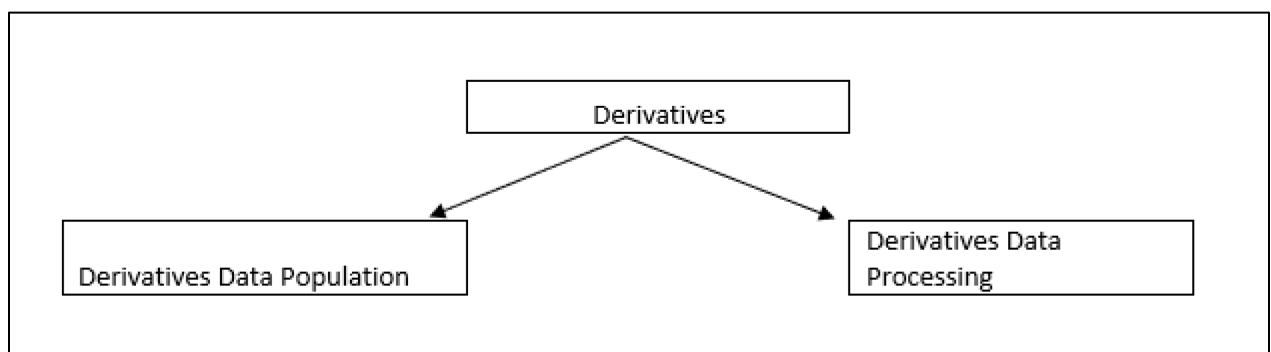 Derivatives
Derivatives Data Population
Derivatives Data
Processing